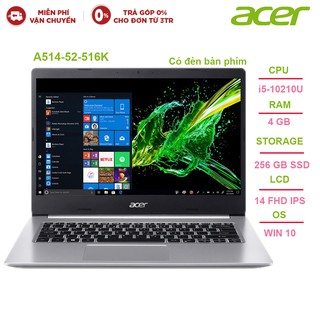 MIỄN PHÍ
VẬN CHUYỂN
TRẢ GÓP 0%
CHO ĐƠN TỪ 3TR
acer
A514-52-516K
Có đèn bàn phím
CPU
i5-10210U
RAM
4 GB
STORAGE
256 GB SSD
LCD
14 FHD IPS
OS
WIN 10
acer